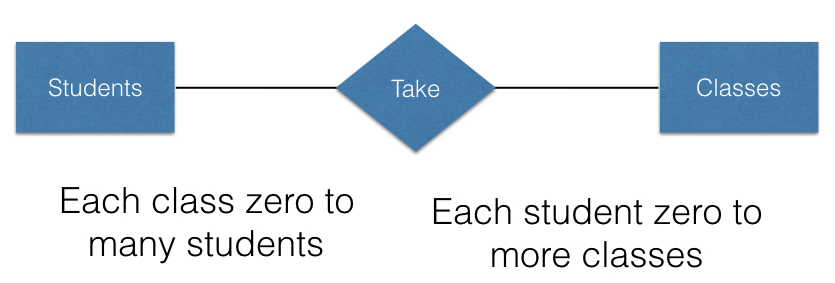 Students
Take
Classes
Each class zero to
many students
Each student zero to
more classes